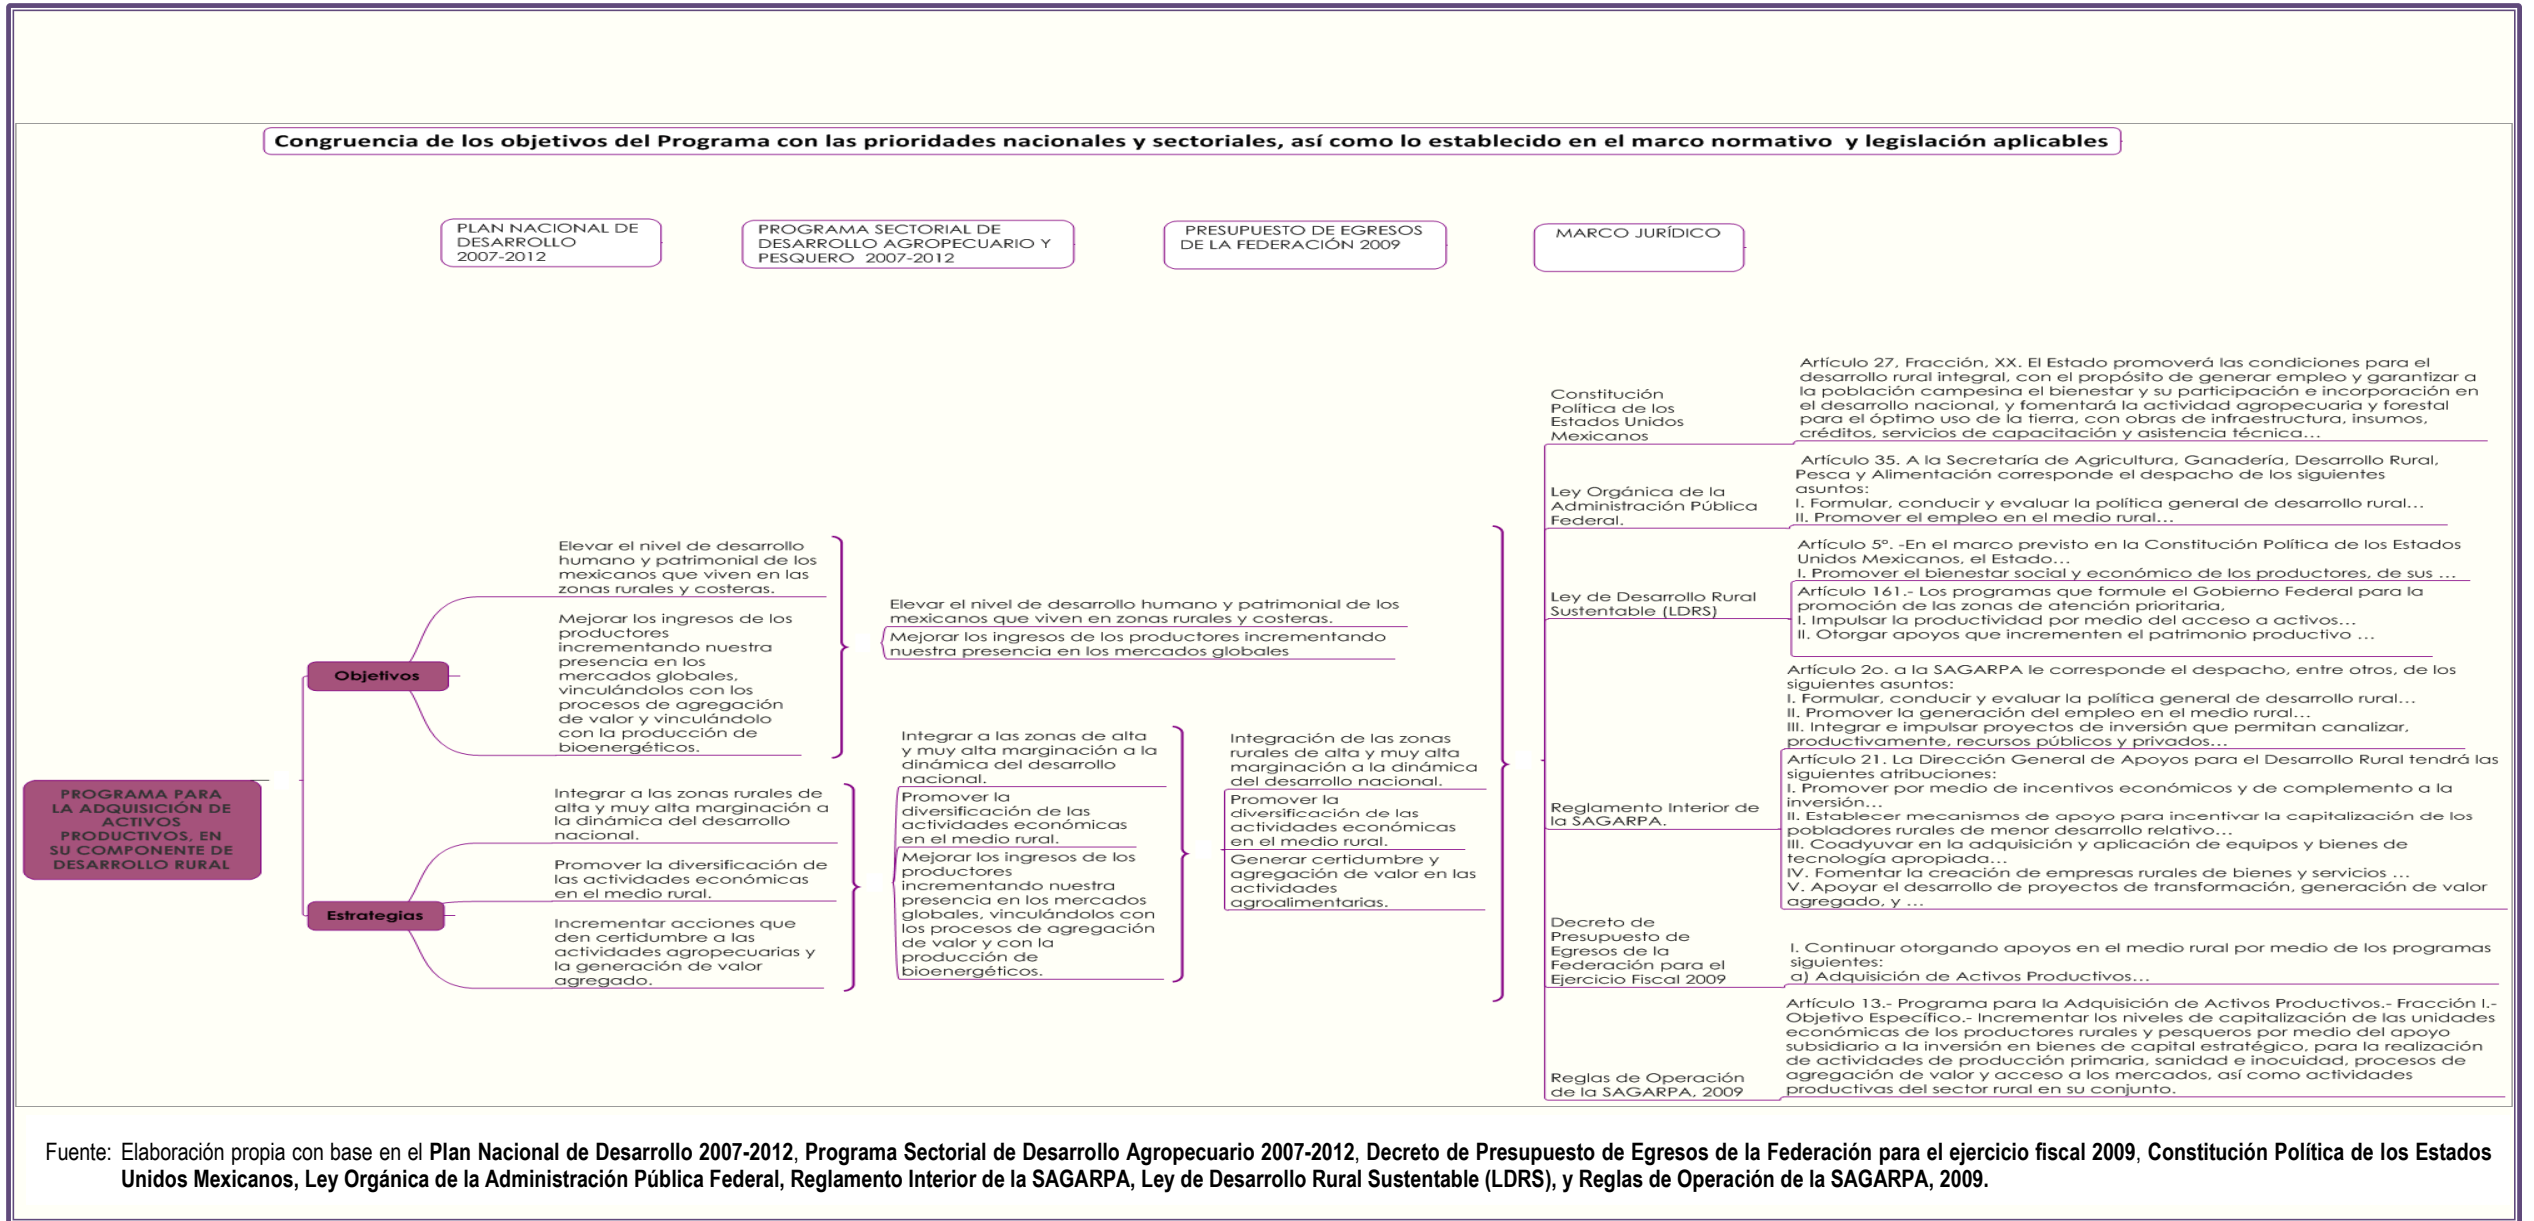 Congruencia de los objetivos del Programa con las prioridades nacionales y sectoriales, así como lo establecido en el marco normativo y legislación aplicables
PLAN NACIONAL DE
DESARROLLO
2007-2012
PROGRAMA SECTORIAL DE
DESARROLLO AGROPECUARIO Y
PESQUERO 2007-2012
PRESUPUESTO DE EGRESOS
DE LA FEDERACIÓN 2009
MARCO JURÍDICO
PROGRAMA PARA
LA ADQUISICIÓN DE
ACTIVOS
PRODUCTIVOS, EN
SU COMPONENTE DE
DESARROLLO RURAL
Objetivos
Elevar el nivel de desarrollo
humano y patrimonial de los
mexicanos que viven en las
zonas rurales y costeras.
Mejorar los ingresos de los
productores
incrementando nuestra
presencia en los
mercados globales,
vinculándolos con los
procesos de agregación
de valor y vinculándolo
con la producción de
bioenergéticos.
Estrategias
Integrar a las zonas rurales de
alta y muy alta marginación a
la dinámica del desarrollo
nacional.
Promover la diversificación de
las actividades económicas
en el medio rural.
Incrementar acciones que
den certidumbre a las
actividades agropecuarias y
la generación de valor
agregado.
Elevar el nivel de desarrollo humano y patrimonial de los
mexicanos que viven en zonas rurales y costeras.
Mejorar los ingresos de los productores incrementando
nuestra presencia en los mercados globales
Integrar a las zonas de alta
y muy alta marginación a la
dinámica del desarrollo
nacional.
Promover la
diversificación de las
actividades económicas
en el medio rural.
Mejorar los ingresos de los
productores
incrementando nuestra
presencia en los mercados
globales, vinculándolos con
los procesos de agregación
de valor y con la
producción de
bioenergéticos.
Integración de las zonas
rurales de alta y muy alta
marginación a la dinámica
del desarrollo nacional.
Promover la
diversificación de las
actividades económicas
en el medio rural.
Generar certidumbre y
agregación de valor en las
actividades
agroalimentarias.
Constitución
Política de los
Estados Unidos
Mexicanos
Artículo 27, Fracción, XX. El Estado promoverá las condiciones para el
desarrollo rural integral, con el propósito de generar empleo y garantizar a
la población campesina el bienestar y su participación e incorporación en
el desarrollo nacional, y fomentará la actividad agropecuaria y forestal
para el óptimo uso de la tierra, con obras de infraestructura, insumos,
créditos, servicios de capacitación y asistencia técnica...
Ley Orgánica de la
Administración Pública
Federal.
Artículo 35. A la Secretaría de Agricultura, Ganadería, Desarrollo Rural,
Pesca y Alimentación corresponde el despacho de los siguientes
asuntos:
I. Formular, conducir y evaluar la política general de desarrollo rural...
II. Promover el empleo en el medio rural...
Ley de Desarrollo Rural
Sustentable (LDRS)
Artículo 5º. -En el marco previsto en la Constitución Política de los Estados
Unidos Mexicanos, el Estado...
I. Promover el bienestar social y económico de los productores, de sus ...
Artículo 161.- Los programas que formule el Gobierno Federal para la
promoción de las zonas de atención prioritaria,
I. Impulsar la productividad por medio del acceso a activos...
II. Otorgar apoyos que incrementen el patrimonio productivo ...
Reglamento Interior de
la SAGARPA.
Artículo 2o. a la SAGARPA le corresponde el despacho, entre otros, de los
siguientes asuntos:
I. Formular, conducir y evaluar la política general de desarrollo rural...
II. Promover la generación del empleo en el medio rural...
III. Integrar e impulsar proyectos de inversión que permitan canalizar,
productivamente, recursos públicos y privados...
Artículo 21. La Dirección General de Apoyos para el Desarrollo Rural tendrá las
siguientes atribuciones:
I. Promover por medio de incentivos económicos y de complemento a la
inversión...
II. Establecer mecanismos de apoyo para incentivar la capitalización de los
pobladores rurales de menor desarrollo relativo...
III. Coadyuvar en la adquisición y aplicación de equipos y bienes de
tecnología apropiada...
IV. Fomentar la creación de empresas rurales de bienes y servicios ...
V. Apoyar el desarrollo de proyectos de transformación, generación de valor
agregado, y ...
Decreto de
Presupuesto de
Egresos de la
Federación para el
Ejercicio Fiscal 2009
I. Continuar otorgando apoyos en el medio rural por medio de los programas
siguientes:
a) Adquisición de Activos Productivos...
Reglas de Operación
de la SAGARPA, 2009
Artículo 13.- Programa para la Adquisición de Activos Productivos.- Fracción I.-
Objetivo Específico.- Incrementar los niveles de capitalización de las unidades
económicas de los productores rurales y pesqueros por medio del apoyo
subsidiario a la inversión en bienes de capital estratégico, para la realización
de actividades de producción primaria, sanidad e inocuidad, procesos de
agregación de valor y acceso a los mercados, así como actividades
productivas del sector rural en su conjunto.
Fuente: Elaboración propia con base en el Plan Nacional de Desarrollo 2007-2012, Programa Sectorial de Desarrollo Agropecuario 2007-2012, Decreto de Presupuesto de Egresos de la Federación para el ejercicio fiscal 2009, Constitución Política de los Estados
Unidos Mexicanos, Ley Orgánica de la Administración Pública Federal, Reglamento Interior de la SAGARPA, Ley de Desarrollo Rural Sustentable (LDRS), y Reglas de Operación de la SAGARPA, 2009.